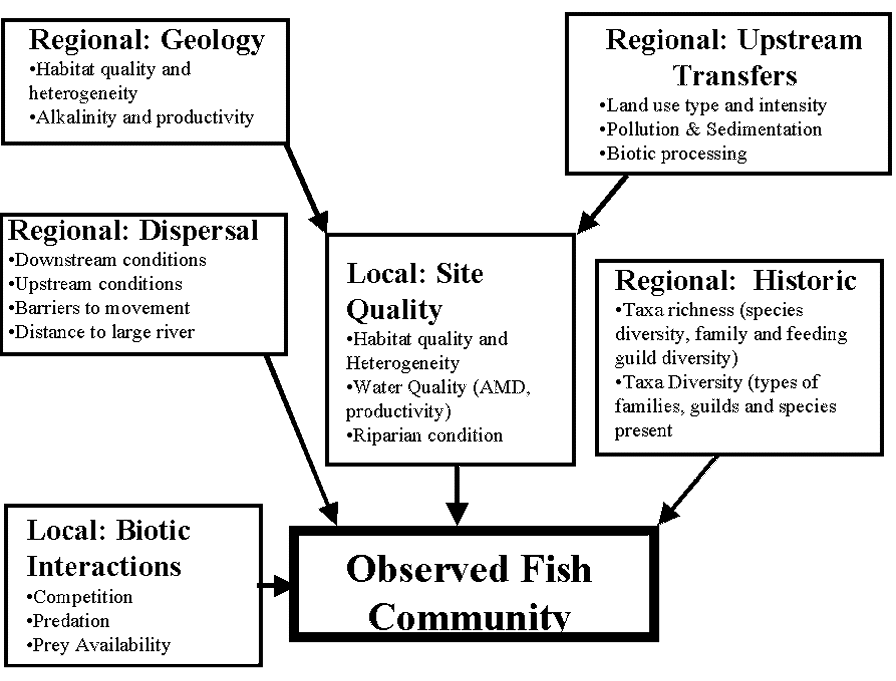 Regional: Geology
•Habitat quality and
heterogeneity
•Alkalinity and productivity
Regional: Upstream
Transfers
•Land use type and intensity
•Pollution & Sedimentation
•Biotic processing
Regional: Dispersal
•Downstream conditions
•Upstream conditions
•Barriers to movement
•Distance to large river
Local: Site
Quality
•Habitat quality and
Heterogeneity
•Water Quality (AMD,
productivity)
•Riparian condition
Regional: Historic
•Taxa richness (species
diversity, family and feeding
guild diversity)
•Taxa Diversity (types of
families, guilds and species
present
Local: Biotic
Interactions
•Competition
•Predation
•Prey Availability
Observed Fish
Community